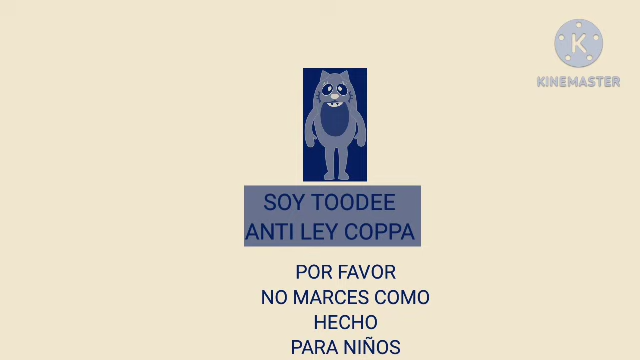 KINEMASTER
SOY TOODEE
ANTI LEY COPPA
POR FAVOR
NO MARCES COMO
HECHO
PARA NIÑOS